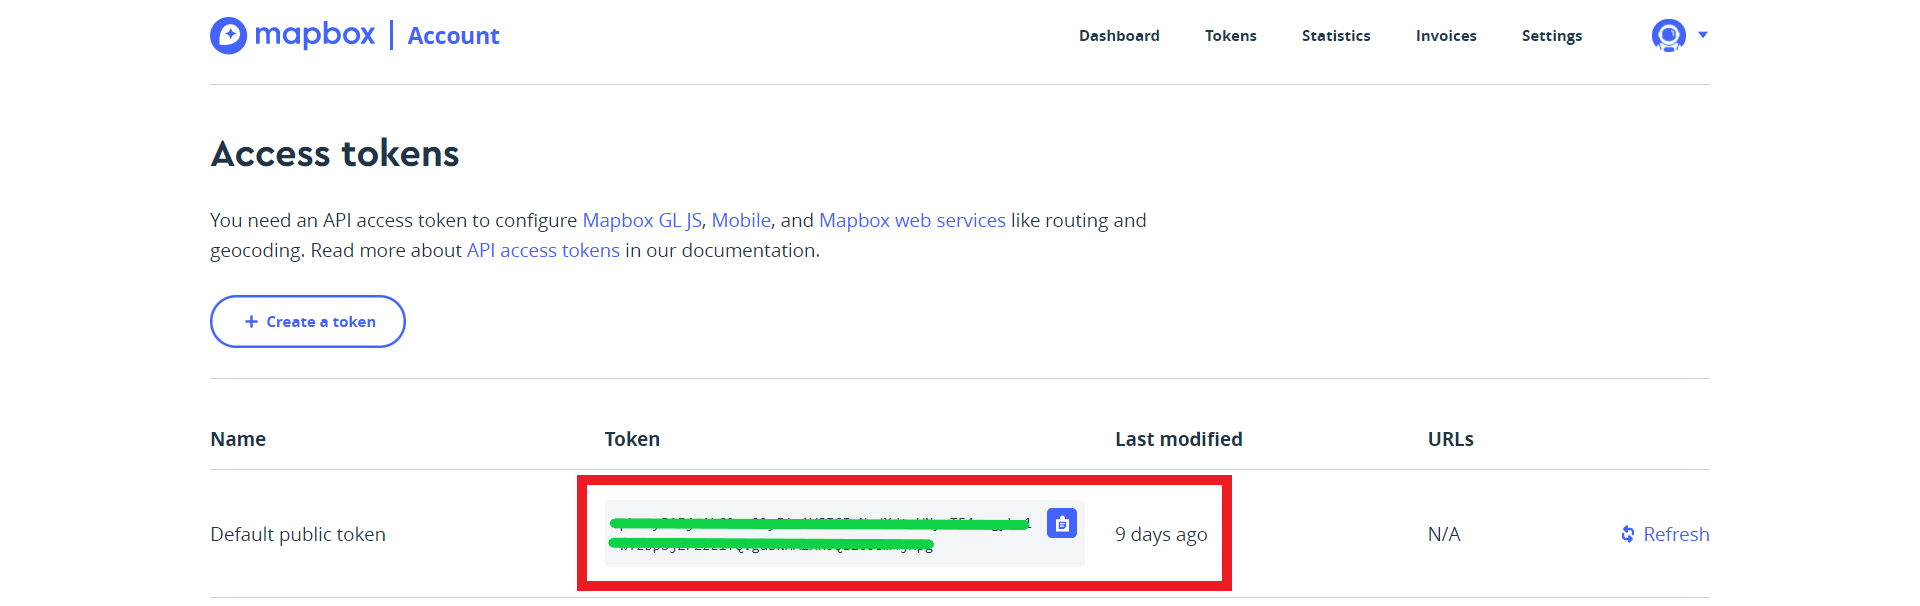 mapbox | Account
Dashboard Tokens Statistics Invoices Settings
Access tokens
You need an API access token to configure Mapbox GL JS, Mobile, and Mapbox web services like routing and
geocoding. Read more about API access tokens in our documentation.
+ Create a token
Name Token Last modified URLs
Default public token 9 days ago N/A Refresh